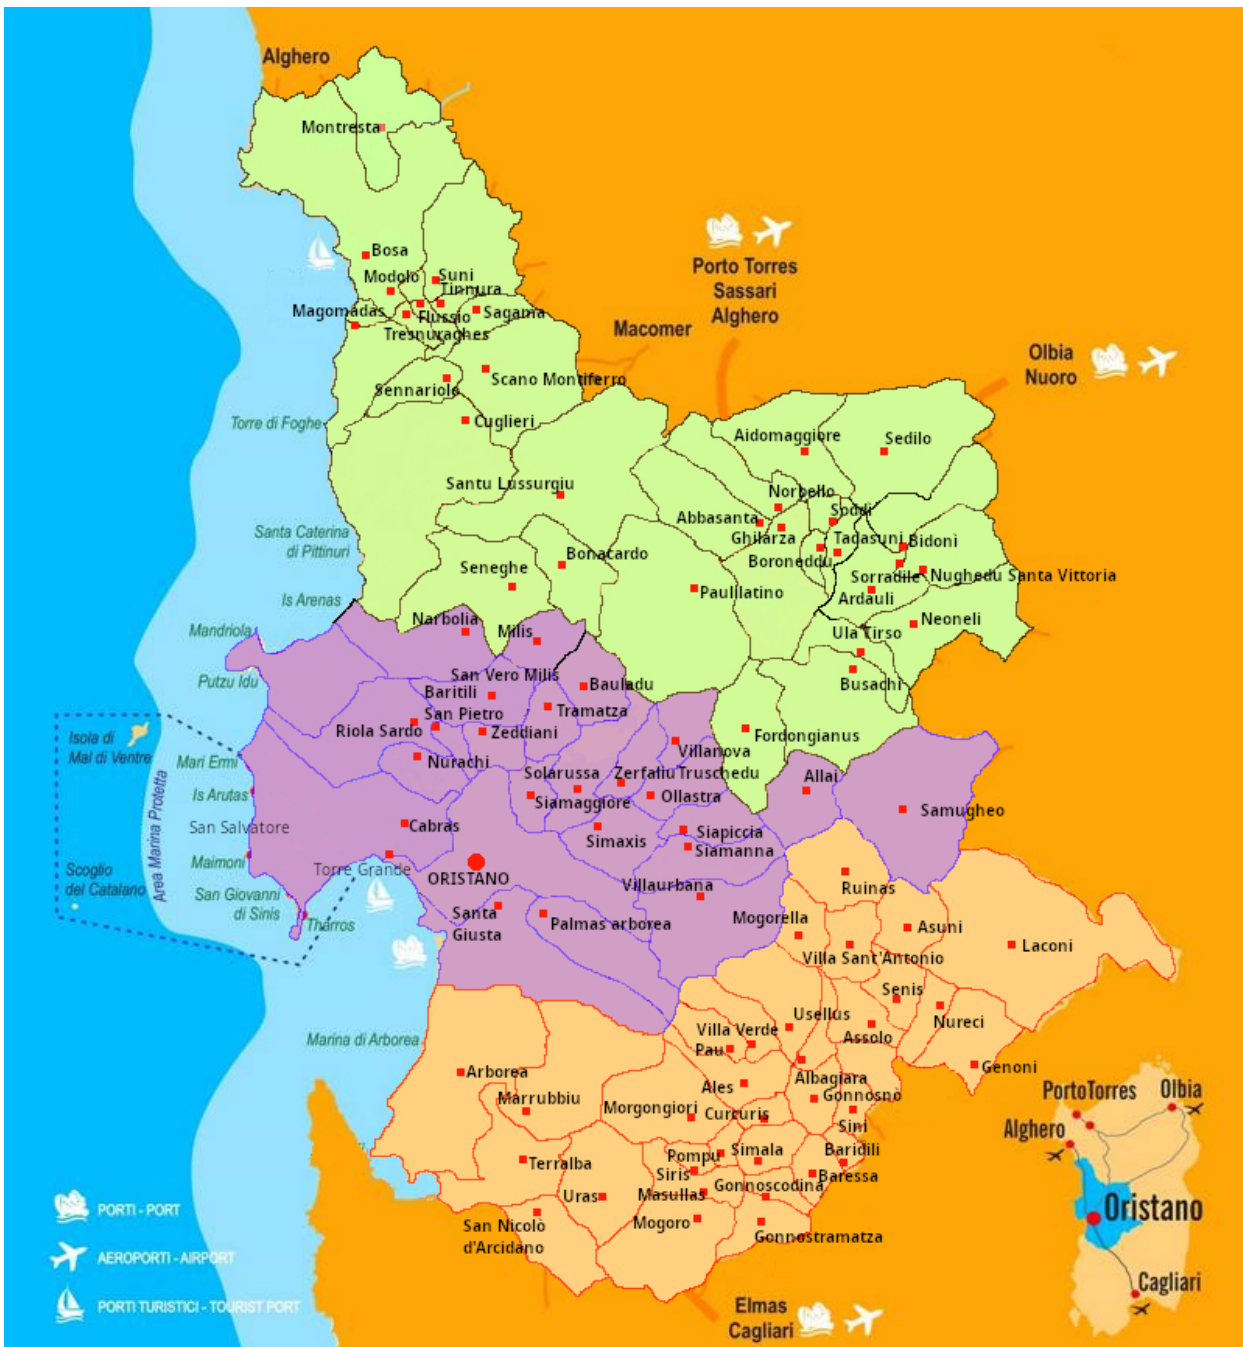 Alghero
Montresta
Bosa
Modolo
Suni
Tinnura
Magomadas
Flussio
Sagama
Tresnuraghes
Porto Torres
Sassari
Alghero
Macomer
Olbia
Nuoro
Sennariolo
Scano Montiferro
Torre di Foghe
Cuglieri
Aidomaggiore
Sedilo
Santu Lussurgiu
Norbello
Soddì
Abbasanta
Ghilarza
Tadasuni
Bidonì
Santa Caterina
di Pittinuri
Bonacardo
Boroneddu
Seneghe
Sorradile
Nughedu Santa Vittoria
Paulilatino
Ardauli
Is Arenas
Narbolia
Milis
Neoneli
Mandriola
Ula Tirso
Putzu Idu
San Vero Milis
Bauladu
Busachi
Baritili
San Pietro
Tramatza
Riola Sardo
Zeddiani
Fordongianus
Isola di
Mal di Ventre
Villanova
Truschedu
Mari Ermi
Nurachi
Solarussa
Zerfaliu
Allai
Is Arutas
Siamaggiore
Ollastra
Samugheo
Area Marina Protetta
San Salvatore
Cabras
Simaxis
Siapiccia
Siamanna
Maimoni
Torre Grande
ORISTANO
Scoglio
del Catalano
San Giovanni
di Sinis
Villaurbana
Ruinas
Tharros
Santa
Giusta
Palmas arborea
Mogorella
Asuni
Laconi
Villa Sant'Antonio
Senis
Marina di Arborea
Usellus
Nureci
Villa Verde
Assolo
Pau
Arborea
Albagiara
Genoni
Ales
Marrubbiu
Gonnosnò
Morgongiori
Curcuris
Sini
Terralba
Pompu
Simala
Baridili
Siris
Baressa
Uras
Masullas
Gonnoscodina
San Nicolò
d'Arcidano
Mogoro
Gonnostramatza
PORTI - PORT
AEROPORTI - AIRPORT
PORTI TURISTICI - TOURIST PORT
Elmas
Cagliari
Porto Torres
Olbia
Alghero
Oristano
Cagliari